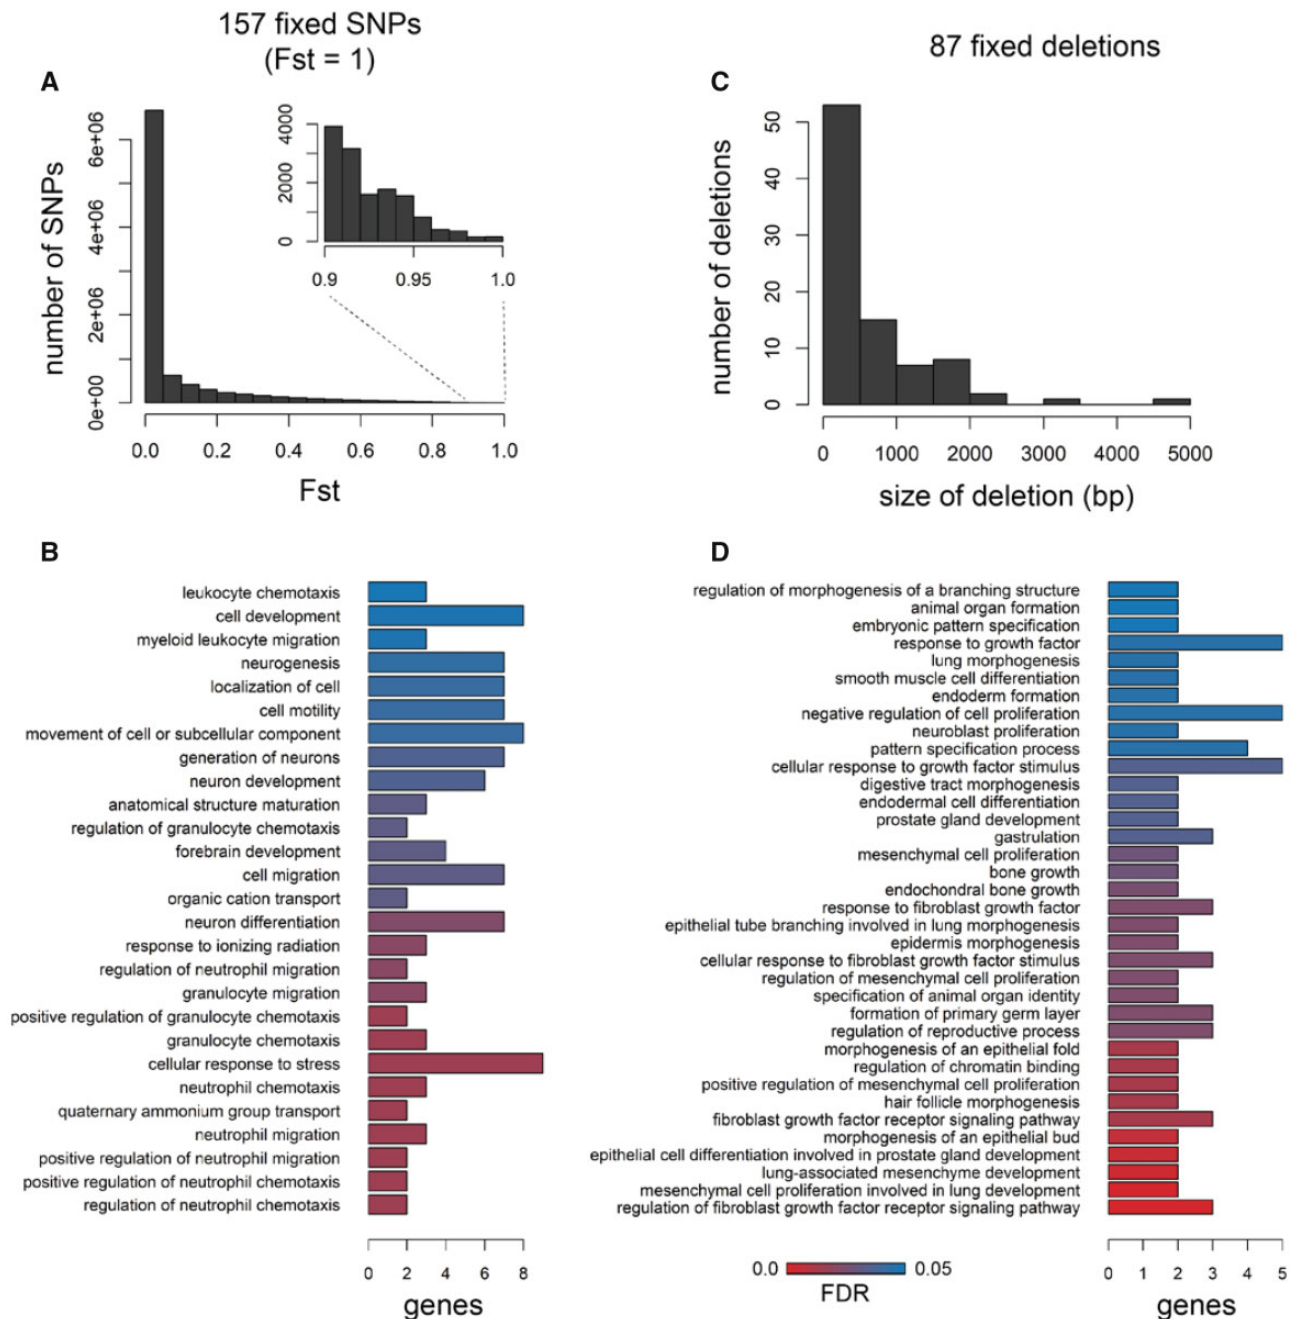 157 fixed SNPs
(Fst = 1)
A
number of SNPs
6e+06
4e+06
2e+06
0e+00
4000
2000
0
0.9
0.95
1.0
0.0
0.2
0.4
0.6
0.8
1.0
Fst
87 fixed deletions
C
number of deletions
50
40
30
20
10
0
0
1000
2000
3000
4000
5000
size of deletion (bp)
B
leukocyte chemotaxis
cell development
myeloid leukocyte migration
neurogenesis
localization of cell
cell motility
movement of cell or subcellular component
generation of neurons
neuron development
anatomical structure maturation
regulation of granulocyte chemotaxis
forebrain development
cell migration
organic cation transport
neuron differentiation
response to ionizing radiation
regulation of neutrophil migration
granulocyte migration
positive regulation of granulocyte chemotaxis
granulocyte chemotaxis
cellular response to stress
neutrophil chemotaxis
quaternary ammonium group transport
neutrophil migration
positive regulation of neutrophil migration
positive regulation of neutrophil chemotaxis
regulation of neutrophil chemotaxis
0
2
4
6
8
genes
D
regulation of morphogenesis of a branching structure
animal organ formation
embryonic pattern specification
response to growth factor
lung morphogenesis
smooth muscle cell differentiation
endoderm formation
negative regulation of cell proliferation
neuroblast proliferation
pattern specification process
cellular response to growth factor stimulus
digestive tract morphogenesis
endodermal cell differentiation
prostate gland development
gastrulation
mesenchymal cell proliferation
bone growth
endochondral bone growth
response to fibroblast growth factor
epithelial tube branching involved in lung morphogenesis
epidermis morphogenesis
cellular response to fibroblast growth factor stimulus
regulation of mesenchymal cell proliferation
specification of animal organ identity
formation of primary germ layer
regulation of reproductive process
morphogenesis of an epithelial fold
regulation of chromatin binding
positive regulation of mesenchymal cell proliferation
hair follicle morphogenesis
fibroblast growth factor receptor signaling pathway
morphogenesis of an epithelial bud
epithelial cell differentiation involved in prostate gland development
lung-associated mesenchyme development
mesenchymal cell proliferation involved in lung development
regulation of fibroblast growth factor receptor signaling pathway
0.0
0.05
FDR
0
1
2
3
4
5
genes